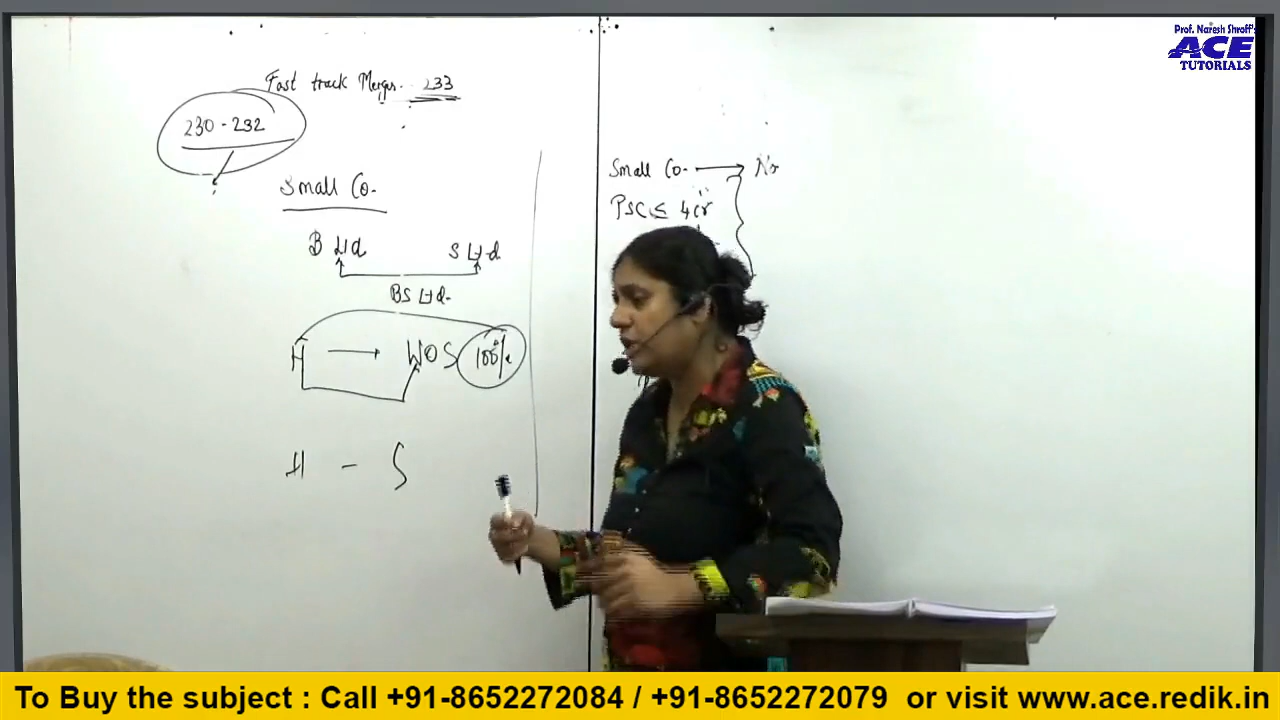 Prof. Naresh Shroff's
ACE
TUTORIALS
Fast track Merger 233
230 - 232
Small Co.
B Ltd
S Ltd.
BS Ltd.
H → WOS 100%
H - S
Small Co. →
PSC ≤ 4cr
To Buy the subject : Call +91-8652272084 / +91-8652272079 or visit www.ace.redik.in